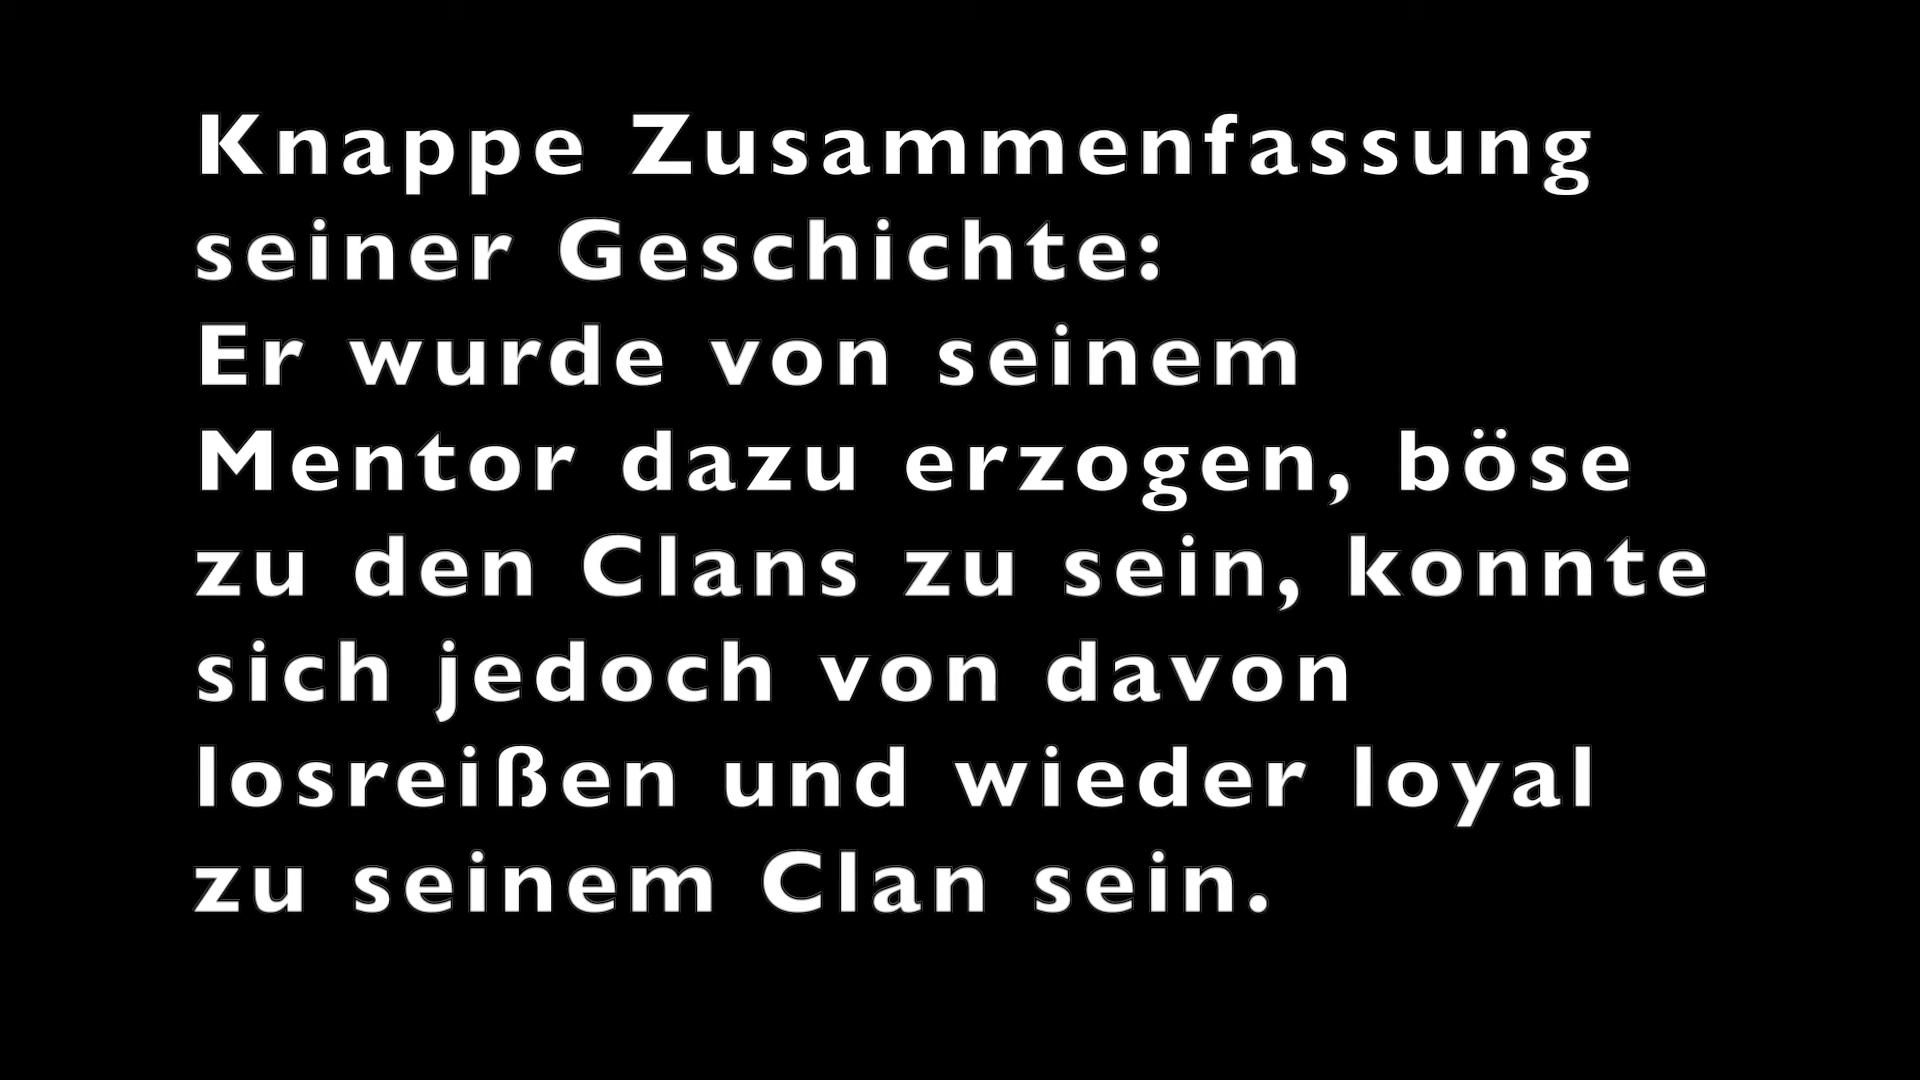 Knappe Zusammenfassung
seiner Geschichte:
Er wurde von seinem
Mentor dazu erzogen, böse
zu den Clans zu sein, konnte
sich jedoch von davon
losreißen und wieder loyal
zu seinem Clan sein.